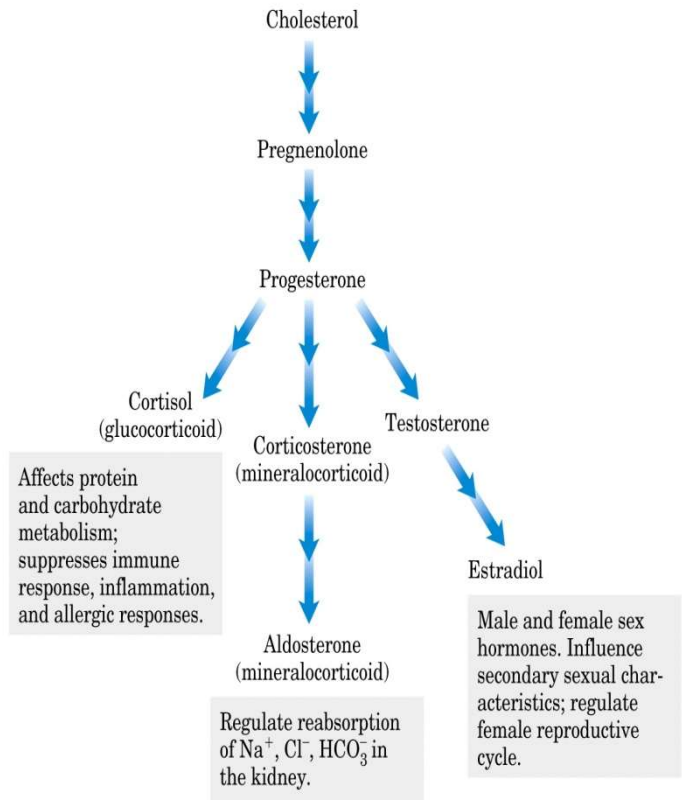 Cholesterol
Pregnenolone
Progesterone
Cortisol
(glucocorticoid)
Affects protein
and carbohydrate
metabolism;
suppresses immune
response, inflammation,
and allergic responses.
Corticosterone
(mineralocorticoid)
Aldosterone
(mineralocorticoid)
Regulate reabsorption
of Na⁺, Cl⁻, HCO₃⁻ in
the kidney.
Testosterone
Estradiol
Male and female sex
hormones. Influence
secondary sexual char-
acteristics; regulate
female reproductive
cycle.